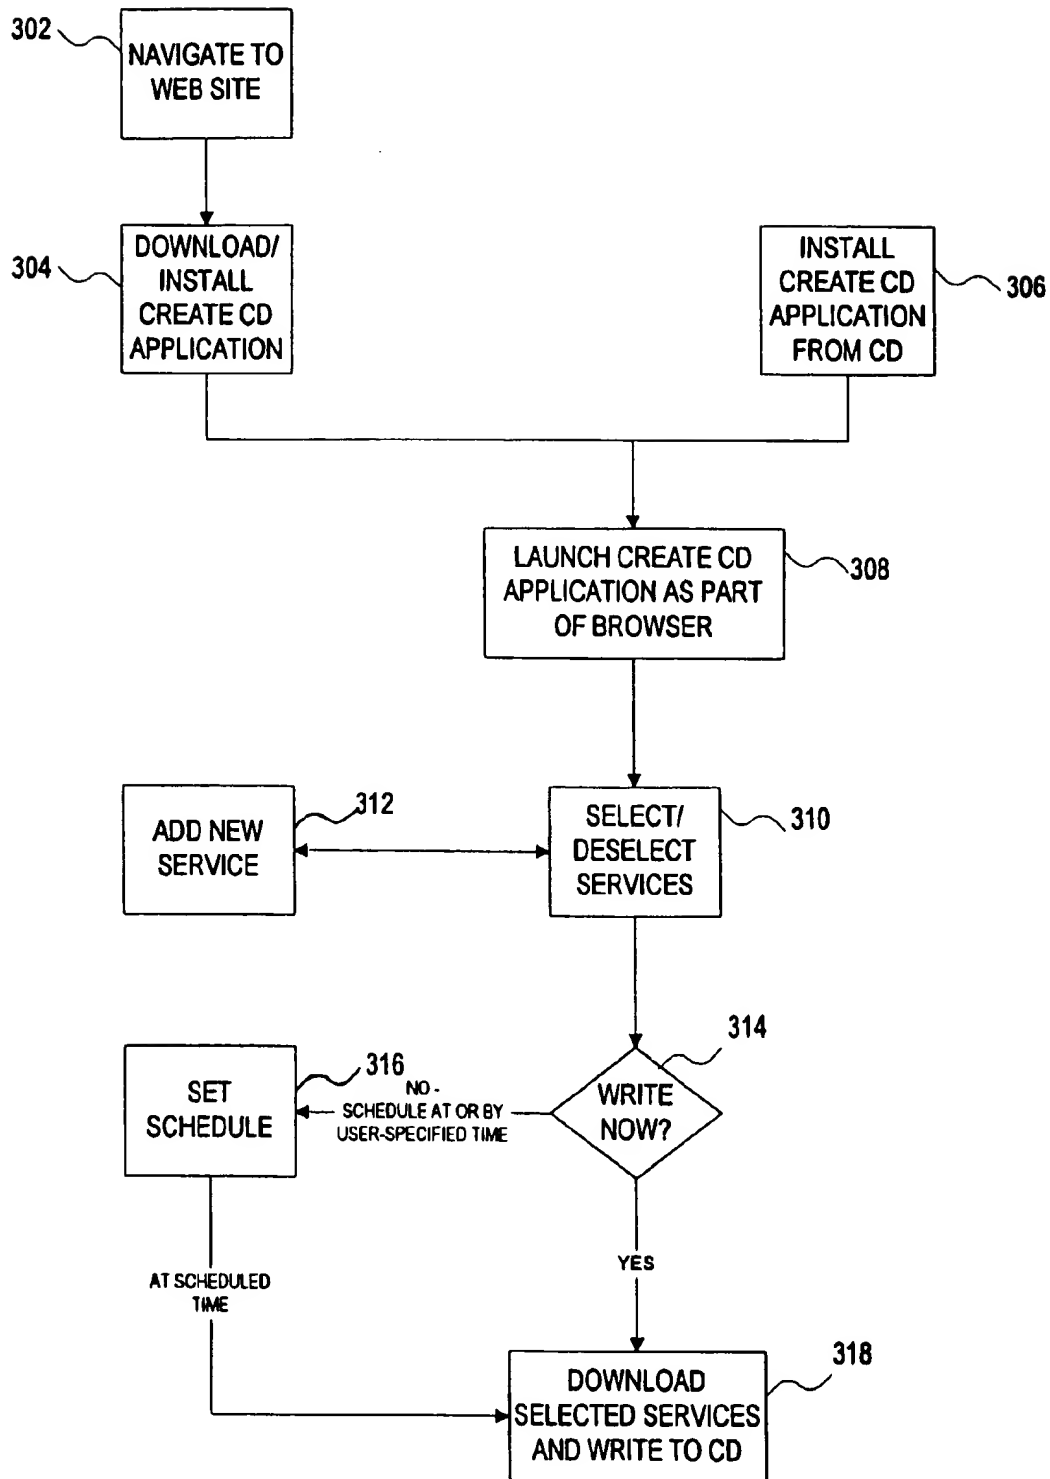 302
NAVIGATE TO
WEB SITE
304
DOWNLOAD/
INSTALL
CREATE CD
APPLICATION
INSTALL
CREATE CD
APPLICATION
FROM CD
306
LAUNCH CREATE CD
APPLICATION AS PART
OF BROWSER
308
ADD NEW
SERVICE
312
SELECT/
DESELECT
SERVICES
310
314
WRITE
NOW?
SET
SCHEDULE
316
NO -
SCHEDULE AT OR BY
USER-SPECIFIED TIME
YES
AT SCHEDULED
TIME
DOWNLOAD
SELECTED SERVICES
AND WRITE TO CD
318